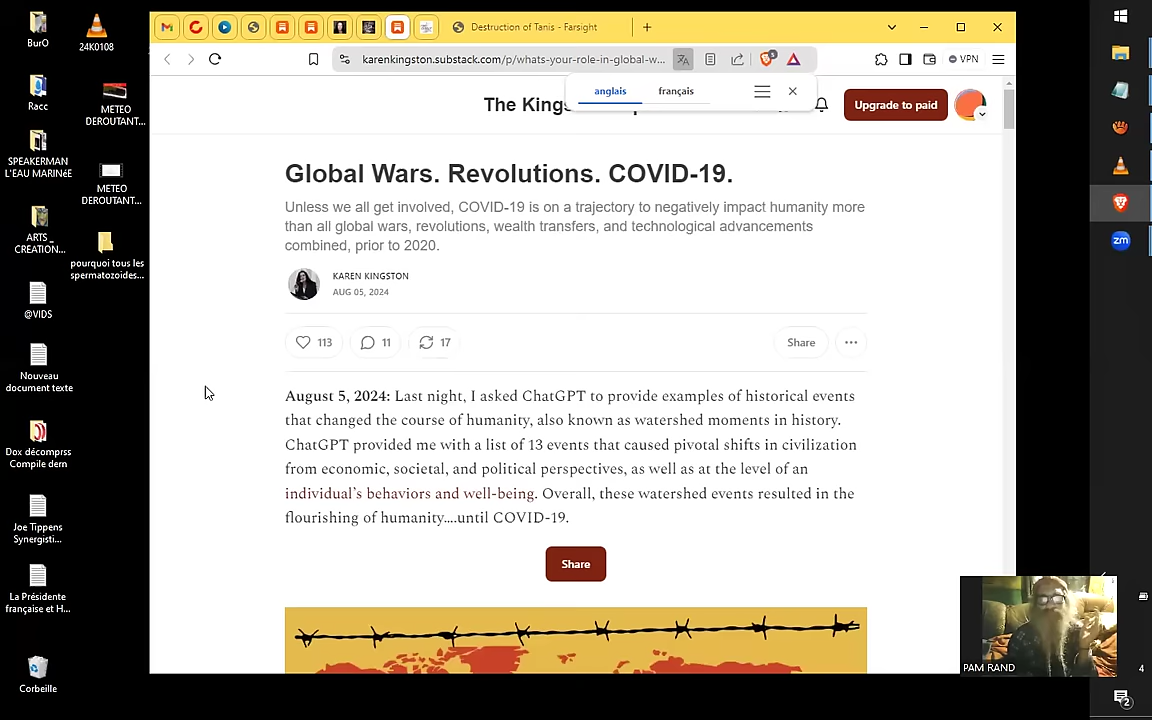 BurO
24K0108
Racc
METEO
DEROUTANT...
SPEAKERMAN
L'EAU MARINéE
METEO
DEROUTANT...
ARTS _
CREATION...
pourquoi tous les
spermatozoides...
@VIDS
Nouveau
document texte
Dox décomprss
Compile dern
Joe Tippens
Synergisti...
La Présidente
française et H...
Corbeille
Destruction of Tanis - Farsight
karenkingston.substack.com/p/whats-your-role-in-global-w...
VPN
anglais
français
The King
Upgrade to paid
Global Wars. Revolutions. COVID-19.
Unless we all get involved, COVID-19 is on a trajectory to negatively impact humanity more
than all global wars, revolutions, wealth transfers, and technological advancements
combined, prior to 2020.
KAREN KINGSTON
AUG 05, 2024
113
11
17
Share
August 5, 2024: Last night, I asked ChatGPT to provide examples of historical events
that changed the course of humanity, also known as watershed moments in history.
ChatGPT provided me with a list of 13 events that caused pivotal shifts in civilization
from economic, societal, and political perspectives, as well as at the level of an
individual's behaviors and well-being. Overall, these watershed events resulted in the
flourishing of humanity....until COVID-19.
Share
zm
PAM RAND
4
2